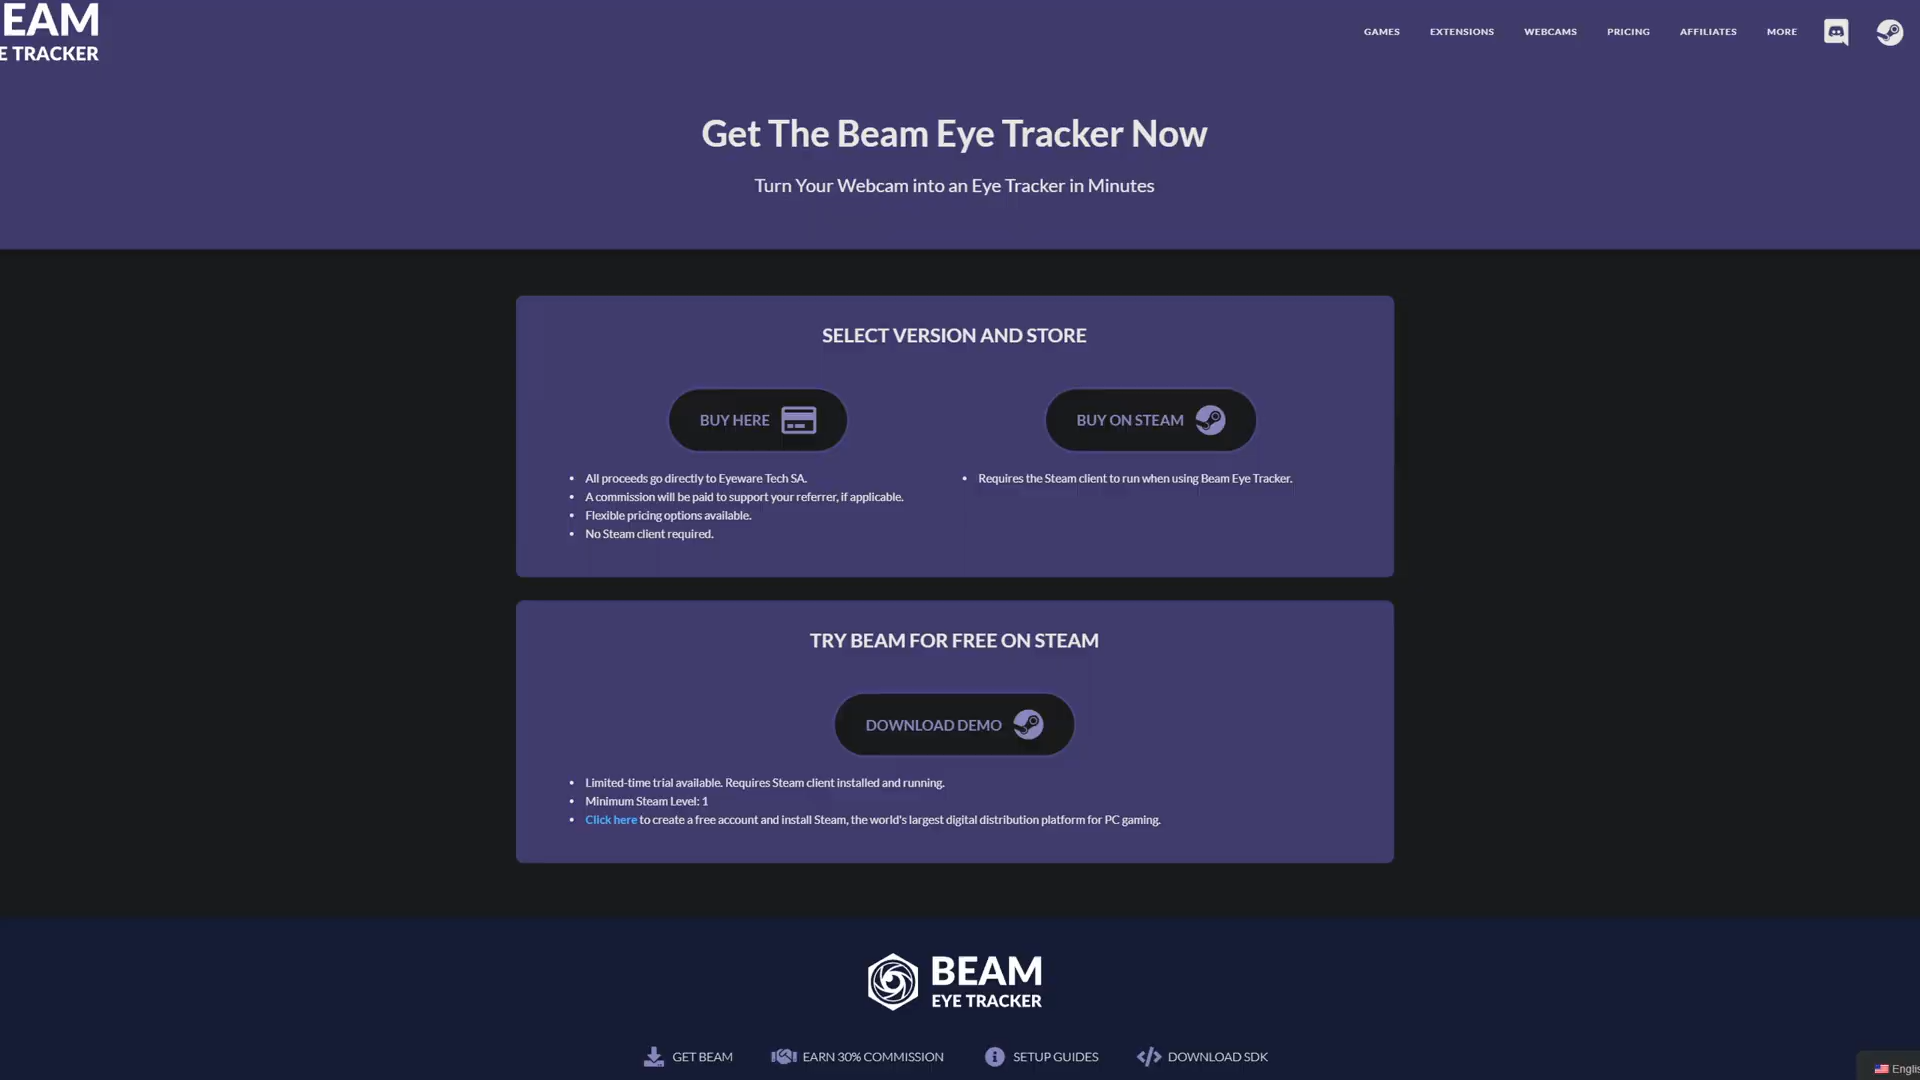 EAM
E TRACKER
GAMES
EXTENSIONS
WEBCAMS
PRICING
AFFILIATES
MORE
Get The Beam Eye Tracker Now
Turn Your Webcam into an Eye Tracker in Minutes
SELECT VERSION AND STORE
BUY HERE
• All proceeds go directly to Eyeware Tech SA.
• A commission will be paid to support your referrer, if applicable.
• Flexible pricing options available.
• No Steam client required.
BUY ON STEAM
• Requires the Steam client to run when using Beam Eye Tracker.
TRY BEAM FOR FREE ON STEAM
DOWNLOAD DEMO
• Limited-time trial available. Requires Steam client installed and running.
• Minimum Steam Level: 1
• Click here to create a free account and install Steam, the world's largest digital distribution platform for PC gaming.
BEAM
EYE TRACKER
GET BEAM
EARN 30% COMMISSION
SETUP GUIDES
DOWNLOAD SDK
Englis